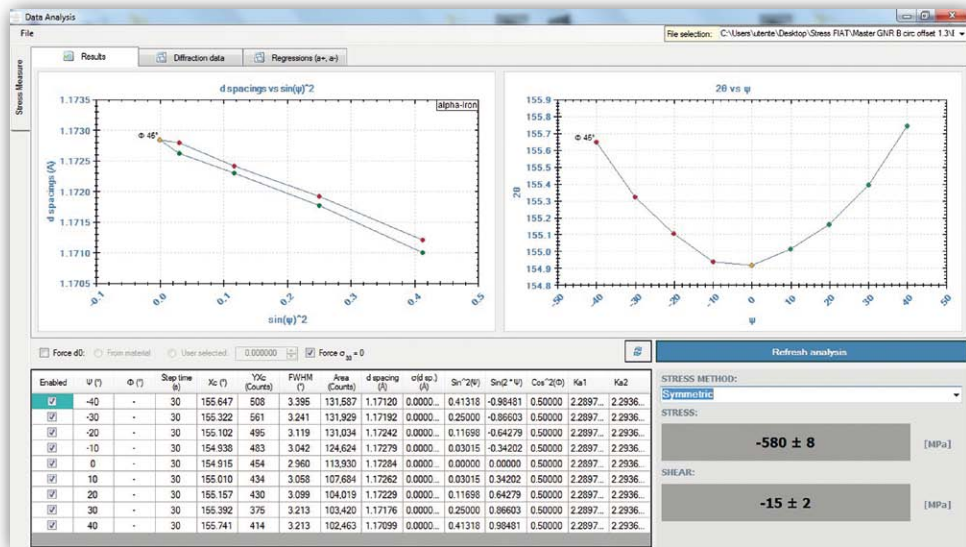 Data Analysis
File
File selection: C:\Users\utente\Desktop\Stress FIAT\Master GNR B circ offset 1.3\
Stress Measure
Results Diffraction data Regressions (a+, a-)
d spacings vs sin(ψ)^2
alpha-iron
Φ 45°
d spacings (Å)
1.1735
1.1730
1.1725
1.1720
1.1715
1.1710
1.1705
-0.1 0.0 0.1 0.2 0.3 0.4 0.5
sin(ψ)^2
2θ vs ψ
Φ 45°
2θ
155.9
155.8
155.6
155.5
155.4
155.3
155.1
155.0
154.9
154.8
-50 -40 -30 -20 -10 0 10 20 30 40 50
ψ
Force d0: From material User selected: 0.000000 Force σ33 = 0
Enabled Ψ (°) Φ (°) Step time (s) Xc (°) YXc (Counts) FWHM (°) Area (Counts) d spacing (Å) σ(d sp.) (Å) Sin^2(Ψ) Sin(2 * Ψ) Cos^2(Φ) Ka1 Ka2
-40 - 30 155.647 508 3.395 131,587 1.17120 0.0000... 0.41318 -0.98481 0.50000 2.2897... 2.2936...
-30 - 30 155.322 561 3.241 131,929 1.17192 0.0000... 0.25000 -0.86603 0.50000 2.2897... 2.2936...
-20 - 30 155.102 495 3.119 131,034 1.17242 0.0000... 0.11698 -0.64279 0.50000 2.2897... 2.2936...
-10 - 30 154.938 483 3.042 124,624 1.17279 0.0000... 0.03015 -0.34202 0.50000 2.2897... 2.2936...
0 - 30 154.915 454 2.960 113,930 1.17284 0.0000... 0.00000 0.00000 0.50000 2.2897... 2.2936...
10 - 30 155.010 434 3.058 107,684 1.17262 0.0000... 0.03015 0.34202 0.50000 2.2897... 2.2936...
20 - 30 155.157 430 3.099 104,019 1.17229 0.0000... 0.11698 0.64279 0.50000 2.2897... 2.2936...
30 - 30 155.392 375 3.213 103,420 1.17176 0.0000... 0.25000 0.86603 0.50000 2.2897... 2.2936...
40 - 30 155.741 414 3.213 102,463 1.17099 0.0000... 0.41318 0.98481 0.50000 2.2897... 2.2936...
Refresh analysis
STRESS METHOD:
Symmetric
STRESS:
-580 ± 8 [MPa]
SHEAR:
-15 ± 2 [MPa]